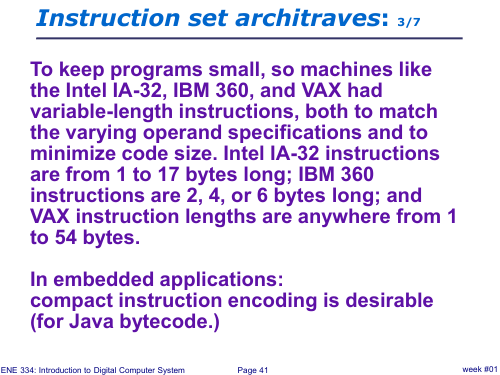 Instruction set architraves: 3/7
To keep programs small, so machines like
the Intel IA-32, IBM 360, and VAX had
variable-length instructions, both to match
the varying operand specifications and to
minimize code size. Intel IA-32 instructions
are from 1 to 17 bytes long; IBM 360
instructions are 2, 4, or 6 bytes long; and
VAX instruction lengths are anywhere from 1
to 54 bytes.
In embedded applications:
compact instruction encoding is desirable
(for Java bytecode.)
ENE 334: Introduction to Digital Computer System Page 41 week #01